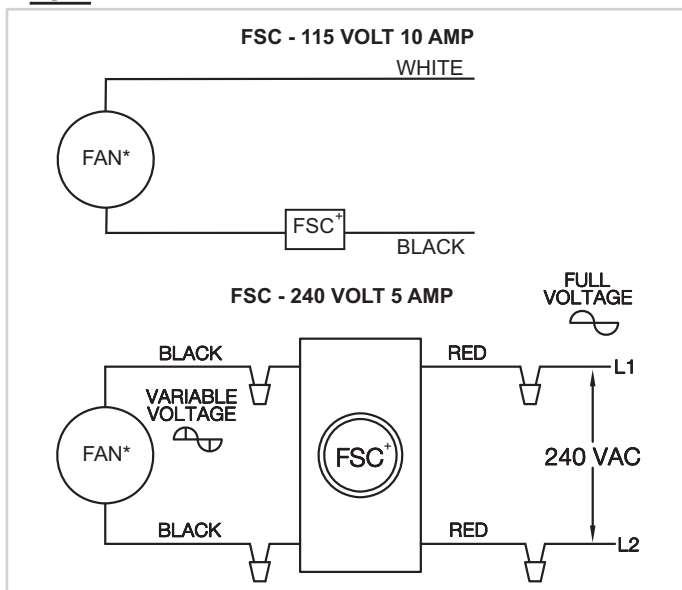 FSC - 115 VOLT 10 AMP
WHITE
FAN*
FSC+
BLACK
FSC - 240 VOLT 5 AMP
FULL
VOLTAGE
BLACK
RED
L1
VARIABLE
VOLTAGE
FAN*
FSC+
240 VAC
BLACK
RED
L2